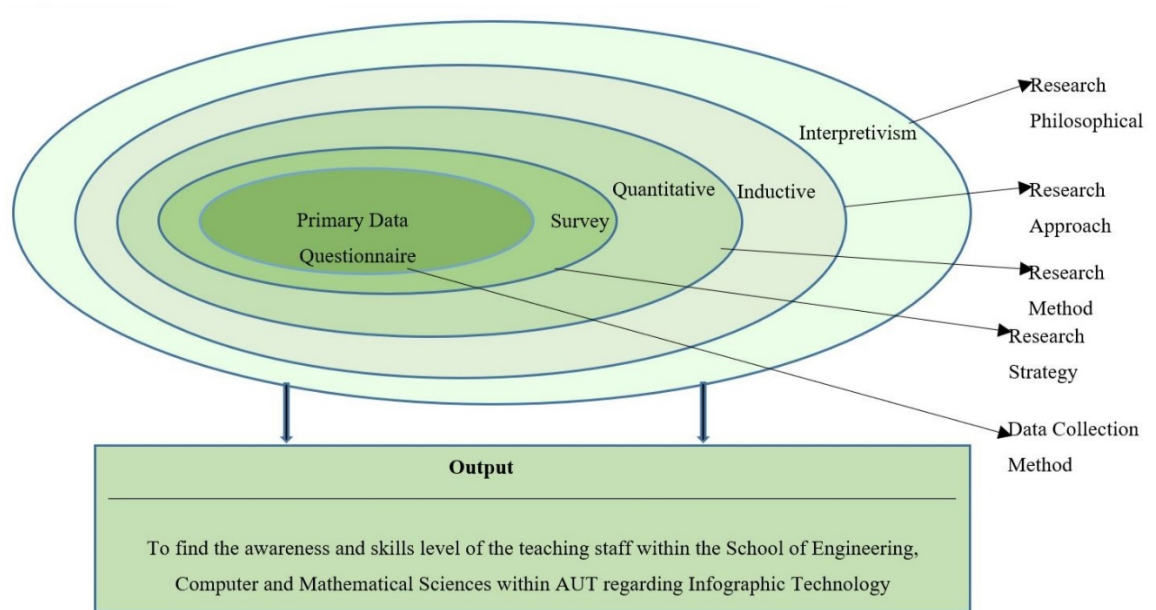 Interpretivism
Quantitative
Inductive
Survey
Primary Data
Questionnaire
Research
Philosophical
Research
Approach
Research
Method
Research
Strategy
Data Collection
Method
Output
To find the awareness and skills level of the teaching staff within the School of Engineering,
Computer and Mathematical Sciences within AUT regarding Infographic Technology